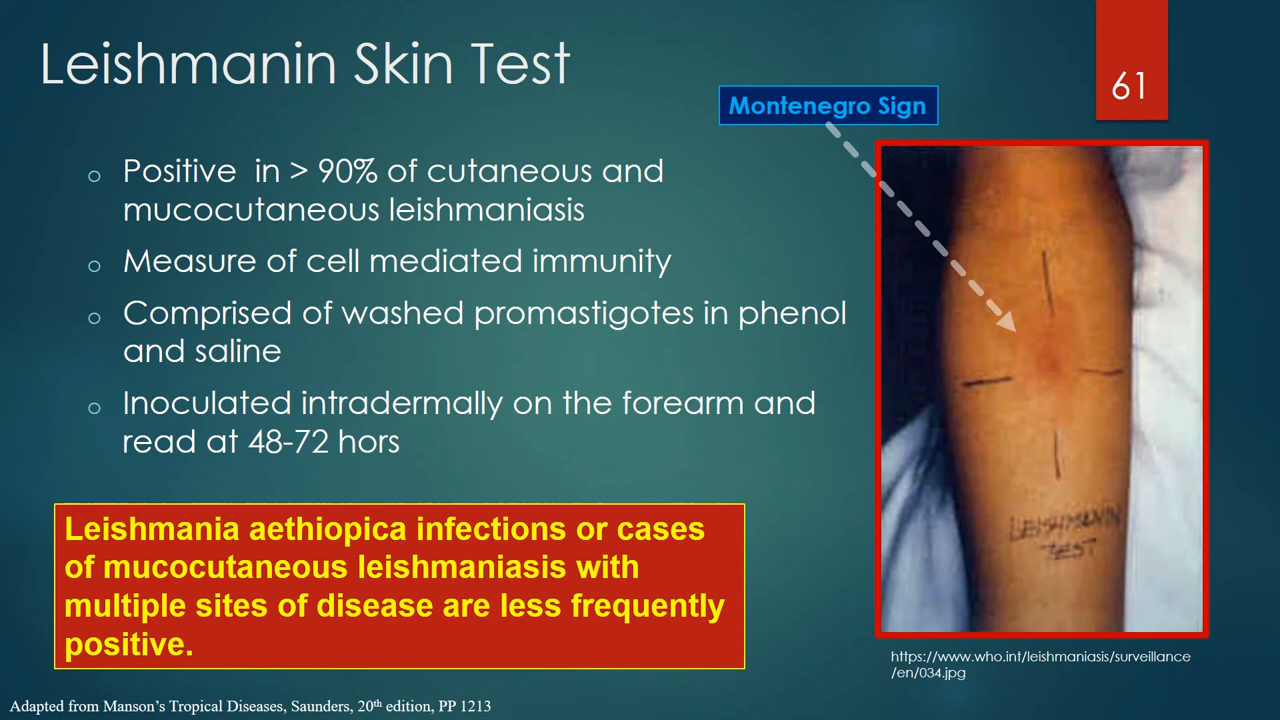 Leishmanin Skin Test
61
Montenegro Sign
Positive in > 90% of cutaneous and
mucocutaneous leishmaniasis
Measure of cell mediated immunity
Comprised of washed promastigotes in phenol
and saline
Inoculated intradermally on the forearm and
read at 48-72 hors
LEISHMANIN
TEST
Leishmania aethiopica infections or cases
of mucocutaneous leishmaniasis with
multiple sites of disease are less frequently
positive.
https://www.who.int/leishmaniasis/surveillance
/en/034.jpg
Adapted from Manson's Tropical Diseases, Saunders, 20th edition, PP 1213